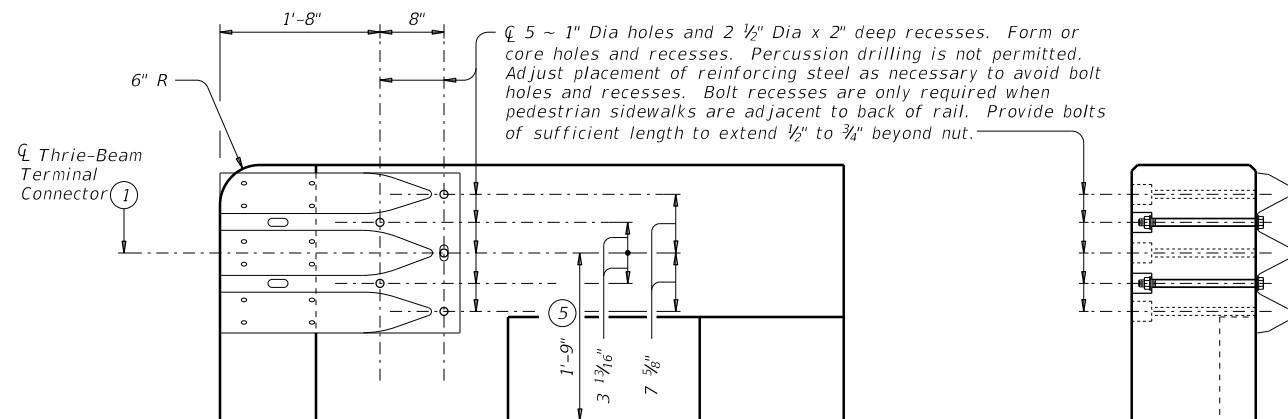 1'-8"
8"
℄ 5 ~ 1" Dia holes and 2 ½" Dia x 2" deep recesses. Form or
core holes and recesses. Percussion drilling is not permitted.
Adjust placement of reinforcing steel as necessary to avoid bolt
holes and recesses. Bolt recesses are only required when
pedestrian sidewalks are adjacent to back of rail. Provide bolts
of sufficient length to extend ½" to ¾" beyond nut.
6" R
℄ Thrie-Beam
Terminal
Connector 1
5
1'-9"
3 13/16"
7 5/8"